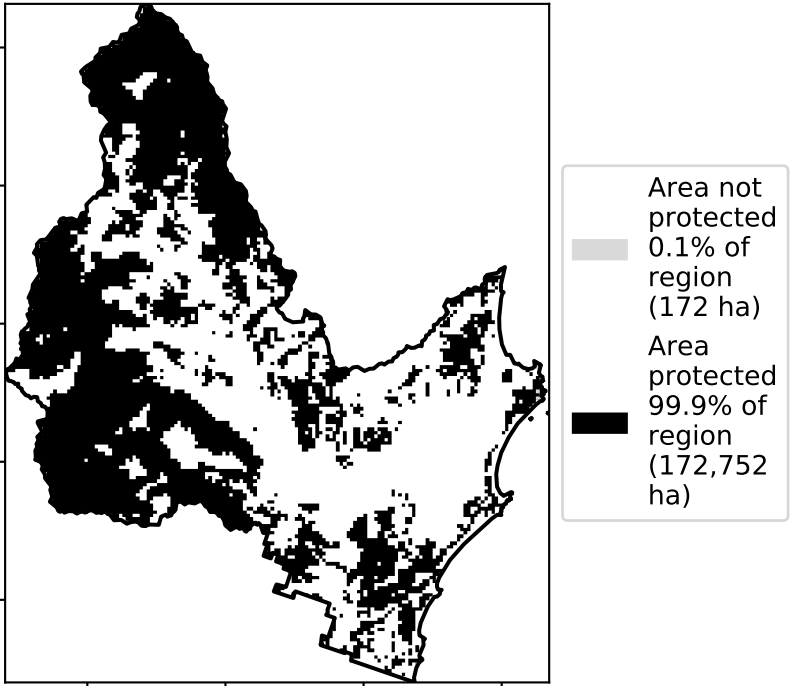 Area not
protected
0.1% of
region
(172 ha)
Area
protected
99.9% of
region
(172,752
ha)